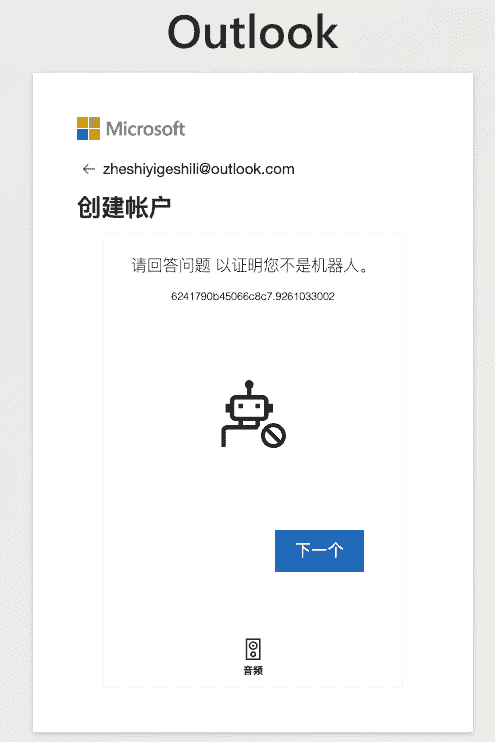 Outlook
Microsoft
← zheshiyigeshili@outlook.com
创建帐户
请回答问题 以证明您不是机器人。
6241790b45066c8c7.9261033002
下一个
音频